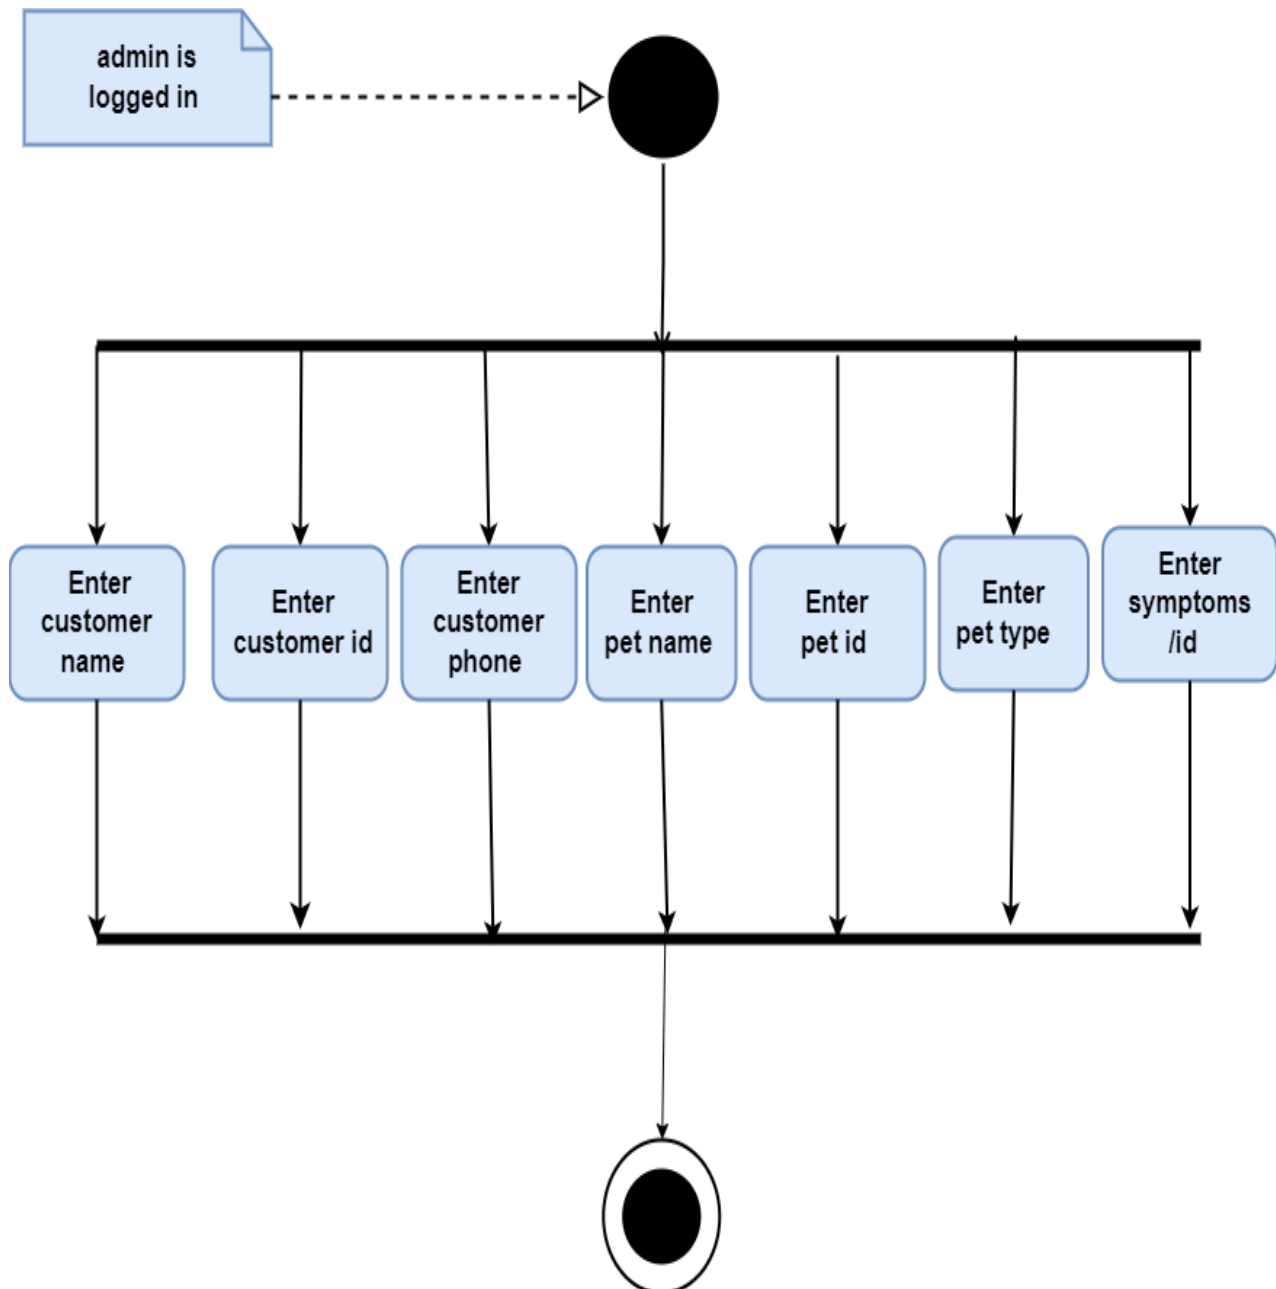 admin is
logged in
Enter
customer
name
Enter
customer id
Enter
customer
phone
Enter
pet name
Enter
pet id
Enter
pet type
Enter
symptoms
/id